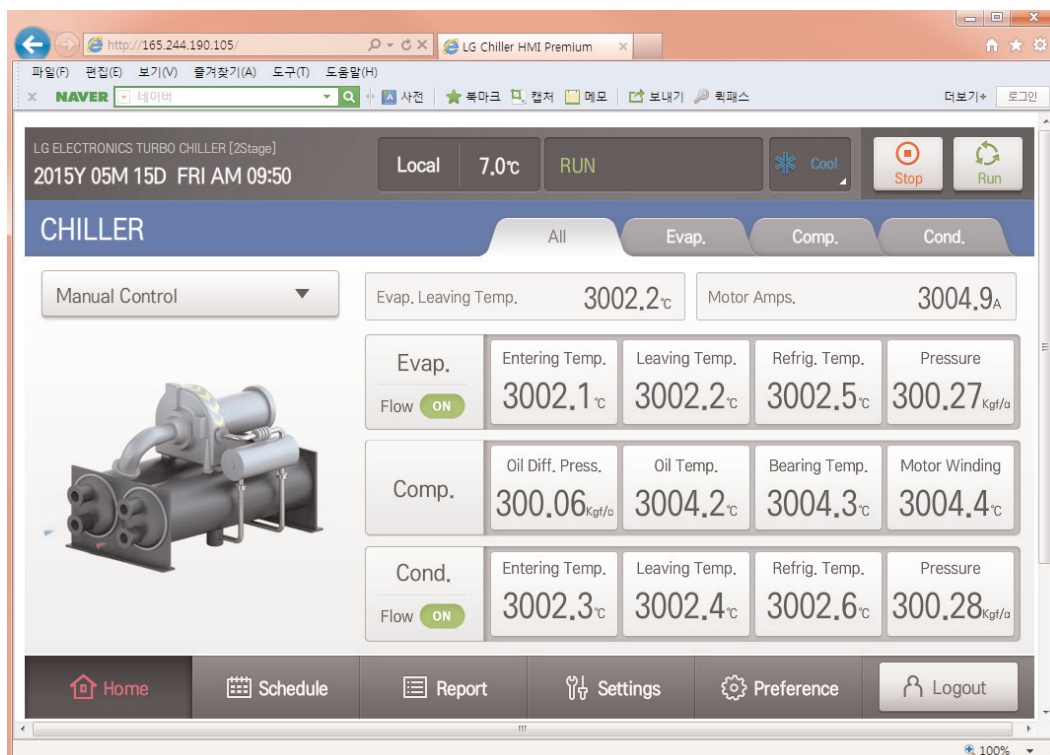 http://165.244.190.105/
LG Chiller HMI Premium
파일(F) 편집(E) 보기(V) 즐겨찾기(A) 도구(T) 도움말(H)
NAVER 네이버 사전 북마크 캡처 메모 보내기 퀵패스 더보기+ 로그인
LG ELECTRONICS TURBO CHILLER [2Stage]
2015Y 05M 15D FRI AM 09:50
Local 7.0℃ RUN Cool Stop Run
CHILLER All Evap. Comp. Cond.
Manual Control
Evap. Leaving Temp. 3002.2℃ Motor Amps. 3004.9A
Evap.
Flow ON
Entering Temp. Leaving Temp. Refrig. Temp. Pressure
3002.1℃ 3002.2℃ 3002.5℃ 300.27Kgf/㎠
Comp.
Oil Diff. Press. Oil Temp. Bearing Temp. Motor Winding
300.06Kgf/c 3004.2℃ 3004.3℃ 3004.4℃
Cond.
Flow ON
Entering Temp. Leaving Temp. Refrig. Temp. Pressure
3002.3℃ 3002.4℃ 3002.6℃ 300.28Kgf/㎠
Home Schedule Report Settings Preference Logout
100%